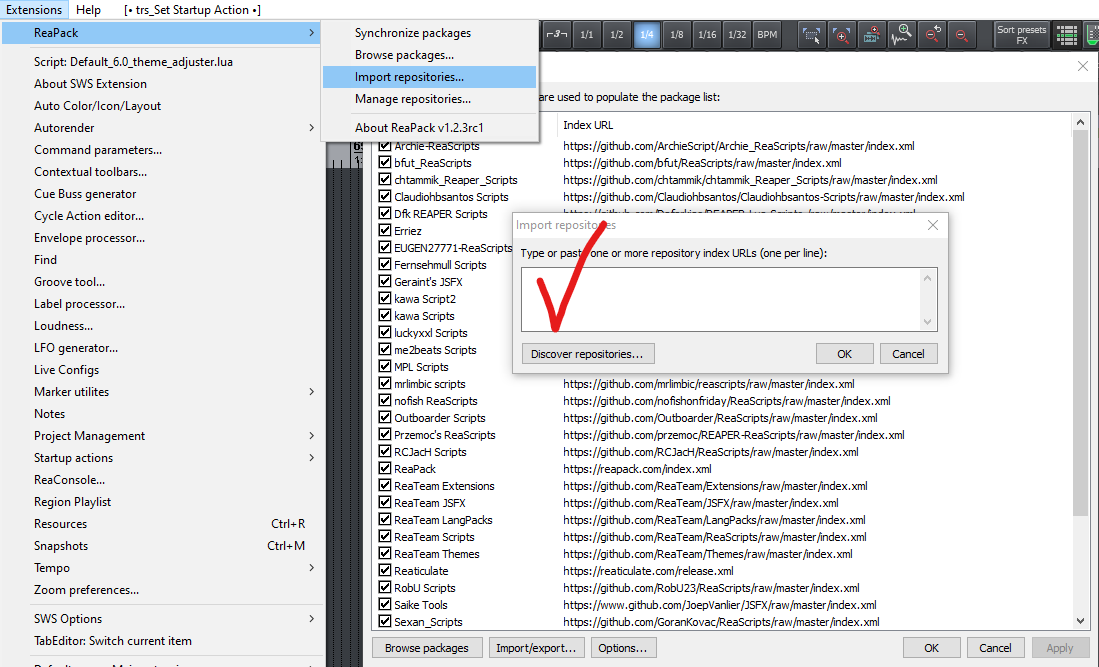 Extensions Help [• trs_Set Startup Action •]
ReaPack
Script: Default_6.0_theme_adjuster.lua
About SWS Extension
Auto Color/Icon/Layout
Autorender
Command parameters...
Contextual toolbars...
Cue Buss generator
Cycle Action editor...
Envelope processor...
Find
Groove tool...
Label processor...
Loudness...
LFO generator...
Live Configs
Marker utilites
Notes
Project Management
Startup actions
ReaConsole...
Region Playlist
Resources Ctrl+R
Snapshots Ctrl+M
Tempo
Zoom preferences...
SWS Options
TabEditor: Switch current item
Synchronize packages
Browse packages...
Import repositories...
Manage repositories...
About ReaPack v1.2.3rc1
3 1/1 1/2 1/4 1/8 1/16 1/32 BPM
Sort presets
FX
are used to populate the package list:
Index URL
Archie-ReaScripts https://github.com/ArchieScript/Archie_ReaScripts/raw/master/index.xml
bfut_ReaScripts https://github.com/bfut/ReaScripts/raw/master/index.xml
chtammik_Reaper_Scripts https://github.com/chtammik/chtammik_Reaper_Scripts/raw/master/index.xml
Claudiohbsantos Scripts https://github.com/Claudiohbsantos/Claudiohbsantos-Scripts/raw/master/index.xml
Dfk REAPER Scripts
Erriez
EUGEN27771-ReaScripts
Fernsehmull Scripts
Geraint's JSFX
kawa Script2
kawa Scripts
luckyxxl Scripts
me2beats Scripts
MPL Scripts
mrlimbic scripts https://github.com/mrlimbic/reascripts/raw/master/index.xml
nofish ReaScripts https://github.com/nofishonfriday/ReaScripts/raw/master/index.xml
Outboarder Scripts https://github.com/Outboarder/ReaScripts/raw/master/index.xml
Przemoc's ReaScripts https://github.com/przemoc/REAPER-ReaScripts/raw/master/index.xml
RCJacH Scripts https://github.com/RCJacH/ReaScripts/raw/master/index.xml
ReaPack https://reapack.com/index.xml
ReaTeam Extensions https://github.com/ReaTeam/Extensions/raw/master/index.xml
ReaTeam JSFX https://github.com/ReaTeam/JSFX/raw/master/index.xml
ReaTeam LangPacks https://github.com/ReaTeam/LangPacks/raw/master/index.xml
ReaTeam Scripts https://github.com/ReaTeam/ReaScripts/raw/master/index.xml
ReaTeam Themes https://github.com/ReaTeam/Themes/raw/master/index.xml
Reaticulate https://reaticulate.com/release.xml
RobU Scripts https://github.com/RobU23/ReaScripts/raw/master/index.xml
Saike Tools https://www.github.com/JoepVanlier/JSFX/raw/master/index.xml
Sexan_Scripts https://github.com/GoranKovac/ReaScripts/raw/master/index.xml
Import repositories
Type or paste one or more repository index URLs (one per line):
Discover repositories... OK Cancel
Browse packages Import/export... Options... OK Cancel Apply